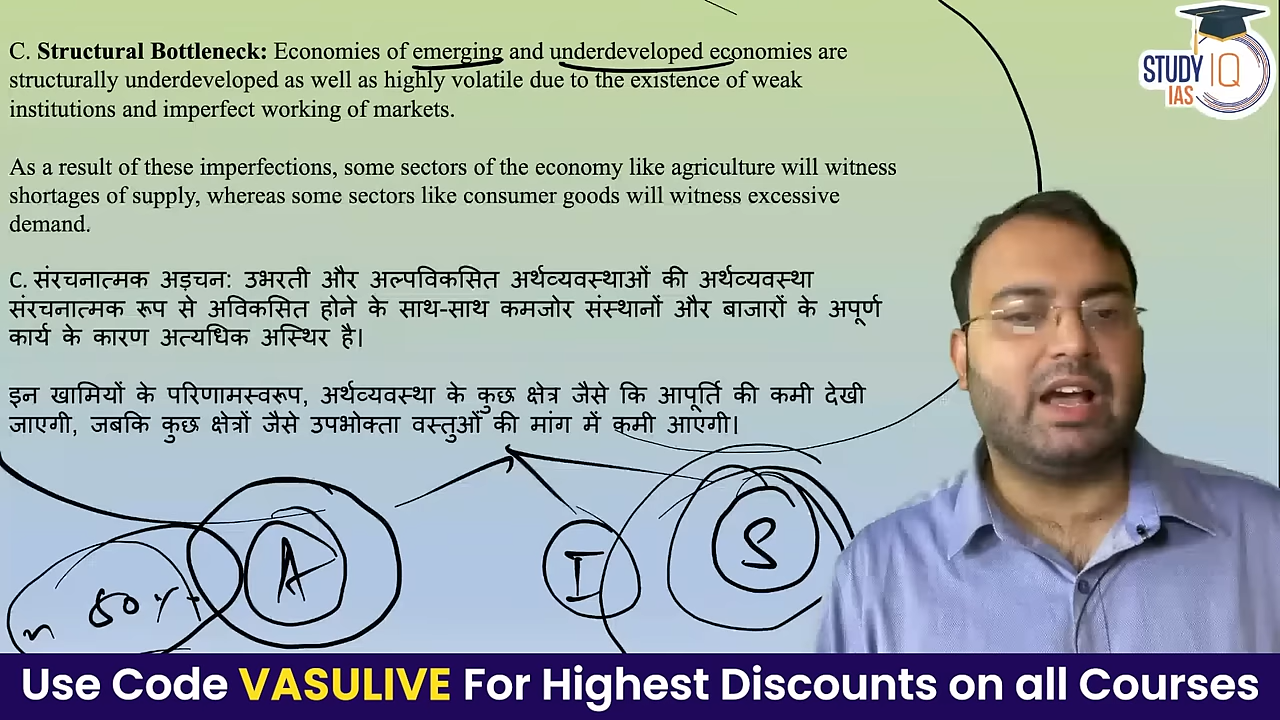 C. Structural Bottleneck: Economies of emerging and underdeveloped economies are
structurally underdeveloped as well as highly volatile due to the existence of weak
institutions and imperfect working of markets.
As a result of these imperfections, some sectors of the economy like agriculture will witness
shortages of supply, whereas some sectors like consumer goods will witness excessive
demand.
C. संरचनात्मक अड़चन: उभरती और अल्पविकसित अर्थव्यवस्थाओं की अर्थव्यवस्था
संरचनात्मक रूप से अविकसित होने के साथ-साथ कमजोर संस्थानों और बाजारों के अपूर्ण
कार्य के कारण अत्यधिक अस्थिर है।
इन खामियों के परिणामस्वरूप, अर्थव्यवस्था के कुछ क्षेत्र जैसे कि आपूर्ति की कमी देखी
जाएगी, जबकि कुछ क्षेत्रों जैसे उपभोक्ता वस्तुओं की मांग में कमी आएगी।
A
I
S
50%
STUDY IQ
IAS
Use Code VASULIVE For Highest Discounts on all Courses